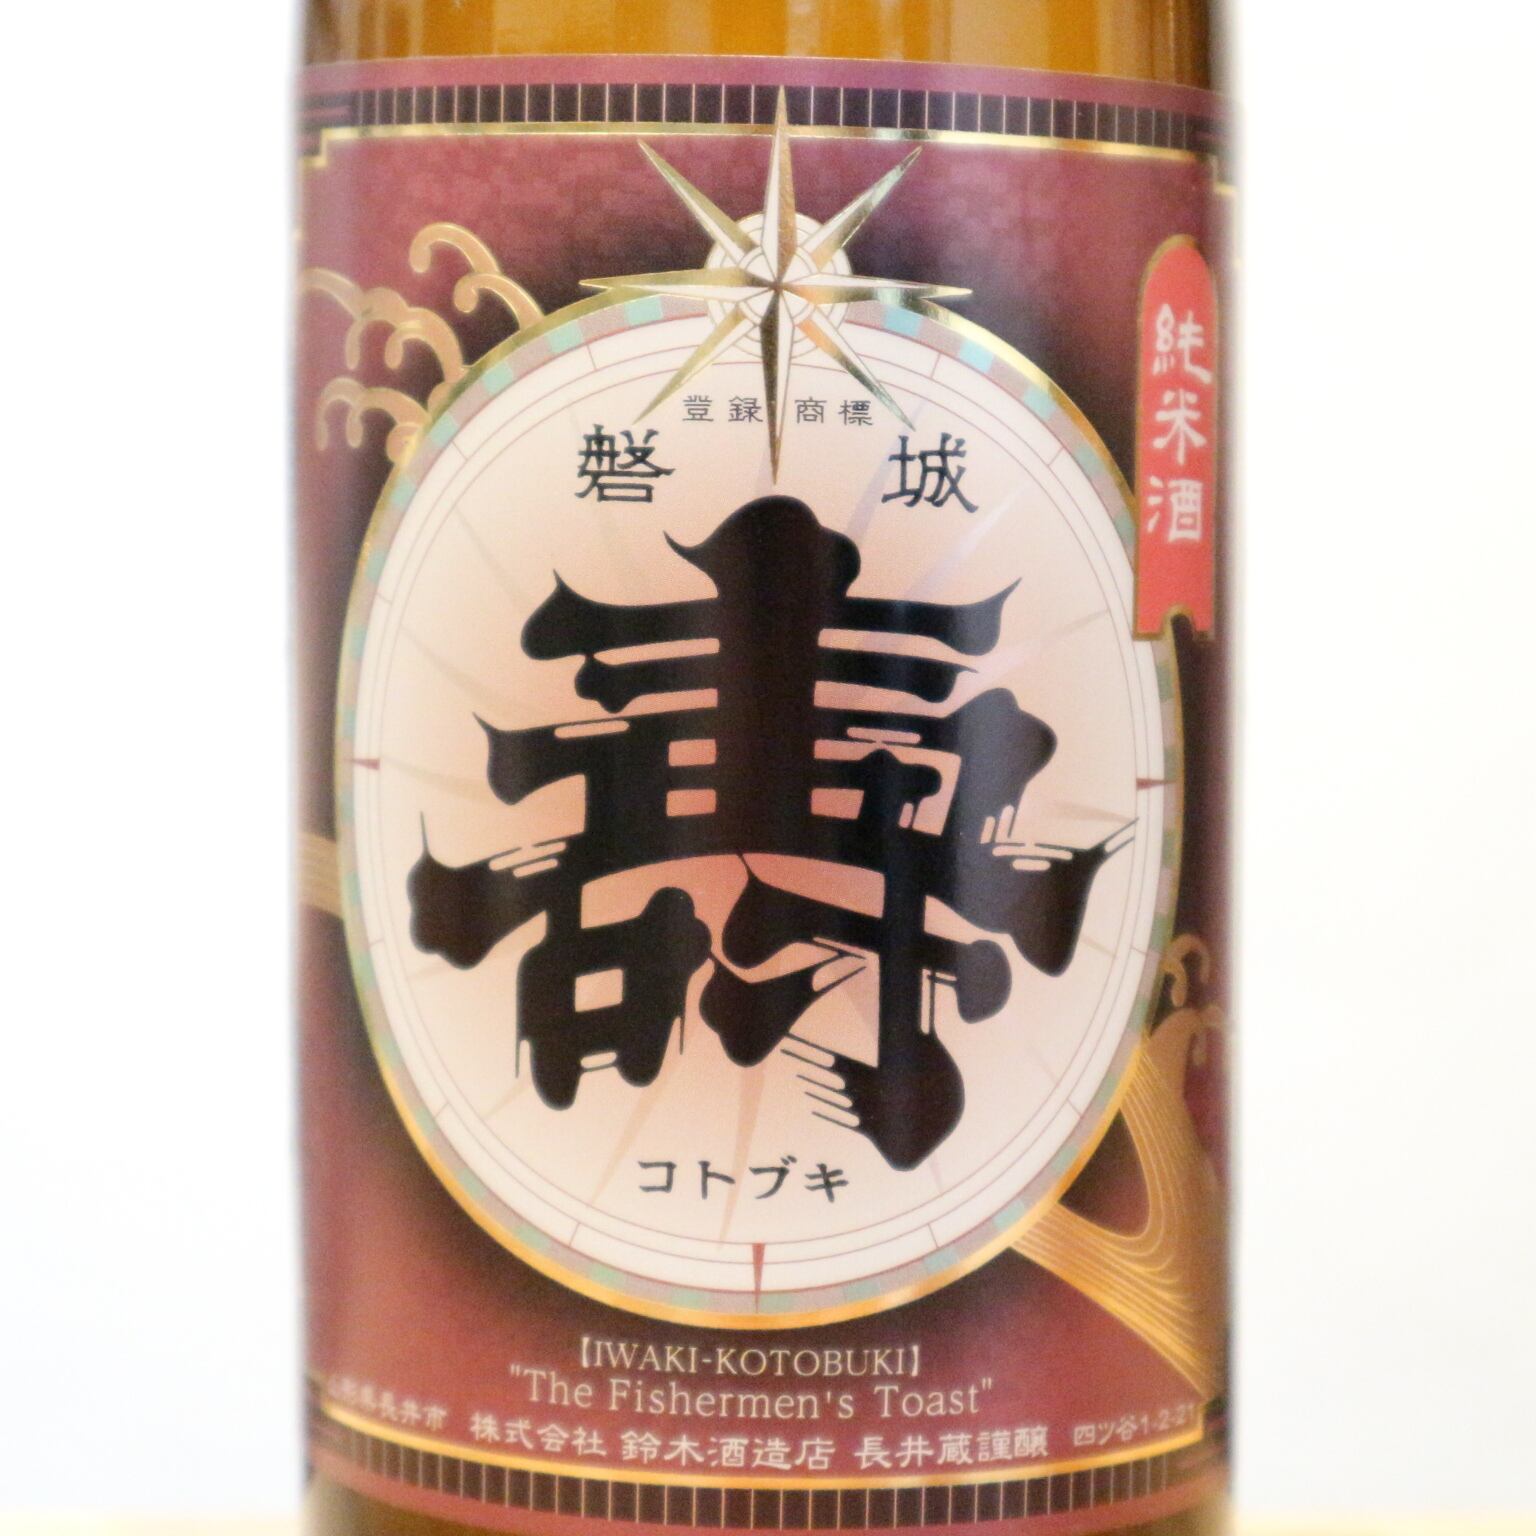 登録商標
磐城
壽
コトブキ
純米酒
【IWAKI-KOTOBUKI】
"The Fishermen's Toast"
山形県長井市 株式会社 鈴木酒造店 長井蔵謹醸 四ツ谷1-2-21